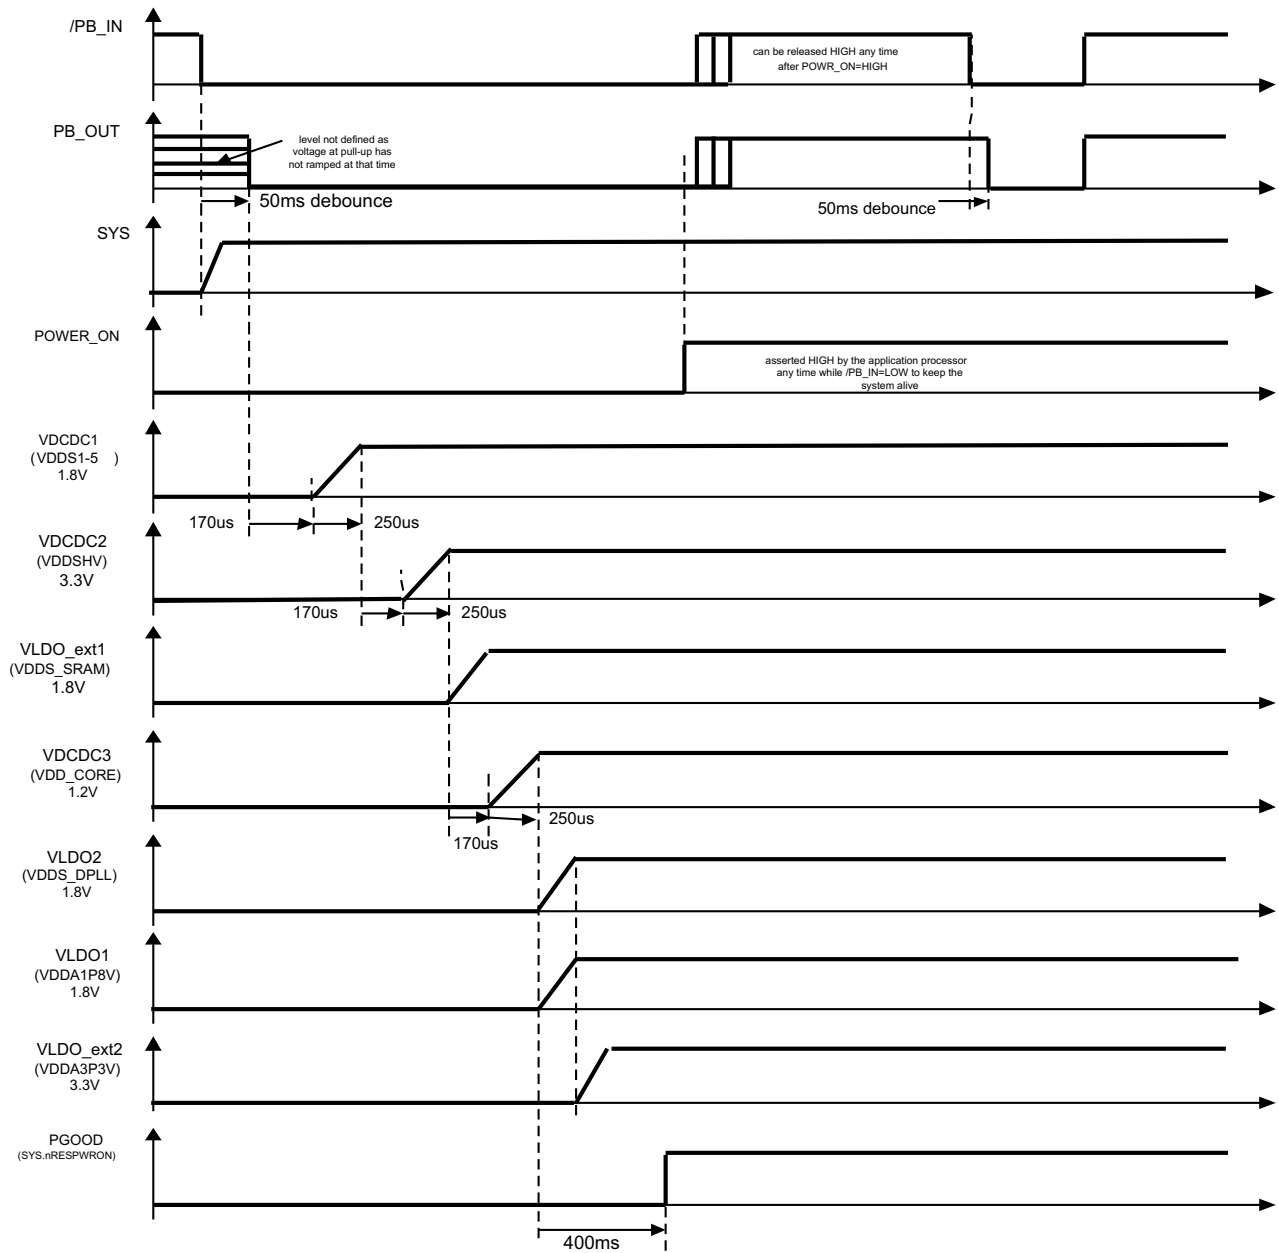 /PB_IN
can be released HIGH any time
after POWR_ON=HIGH
PB_OUT
level not defined as
voltage at pull-up has
not ramped at that time
50ms debounce
50ms debounce
SYS
POWER_ON
asserted HIGH by the application processor
any time while /PB_IN=LOW to keep the
system alive
VDCDC1
(VDDS1-5 )
1.8V
170us
250us
VDCDC2
(VDDSHV)
3.3V
170us
250us
VLDO_ext1
(VDDS_SRAM)
1.8V
VDCDC3
(VDD_CORE)
1.2V
250us
170us
VLDO2
(VDDS_DPLL)
1.8V
VLDO1
(VDDA1P8V)
1.8V
VLDO_ext2
(VDDA3P3V)
3.3V
PGOOD
(SYS.nRESPWRON)
400ms